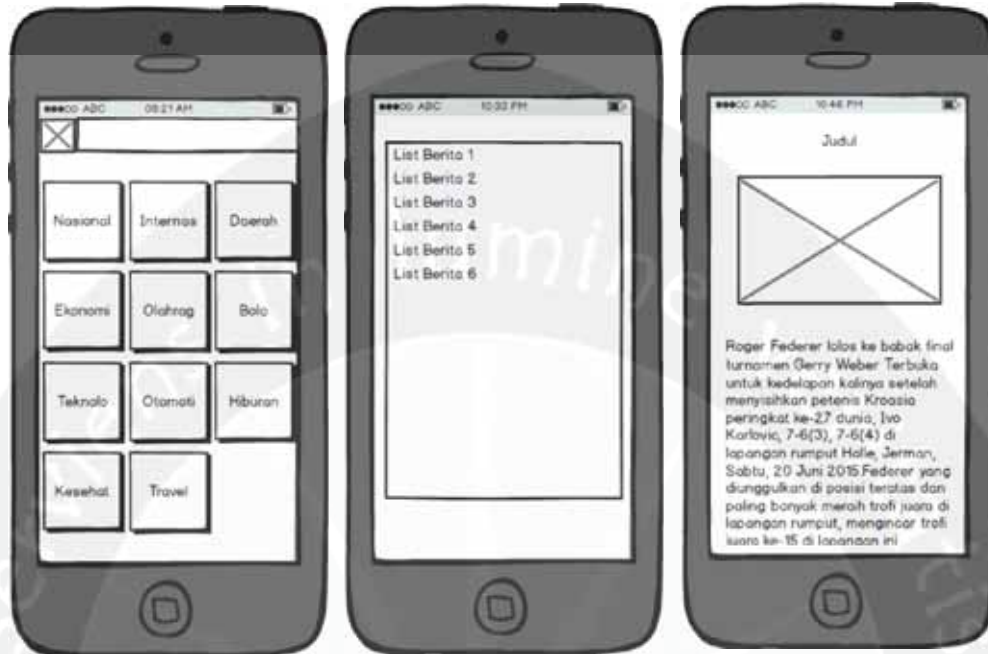 ABC 08:21 AM
Nasional Internas Daerah
Ekonomi Olahrag Bola
Teknolo Otomoti Hiburan
Kesehat Travel
ABC 10:33 PM
List Berita 1
List Berita 2
List Berita 3
List Berita 4
List Berita 5
List Berita 6
ABC 10:46 PM
Judul
Roger Federer lolos ke babak final
turnamen Gerry Weber Terbuka
untuk kedelapan kalinya setelah
menyisihkan petenis Kroasia
peringkat ke-27 dunia, Ivo
Karlovic, 7-6(3), 7-6(4) di
lapangan rumput Halle, Jerman,
Sabtu, 20 Juni 2015.Federer yang
diunggulkan di posisi teratas dan
paling banyak meraih trofi juara di
lapangan rumput, mengincar trofi
juara ke-15 di lapangan ini